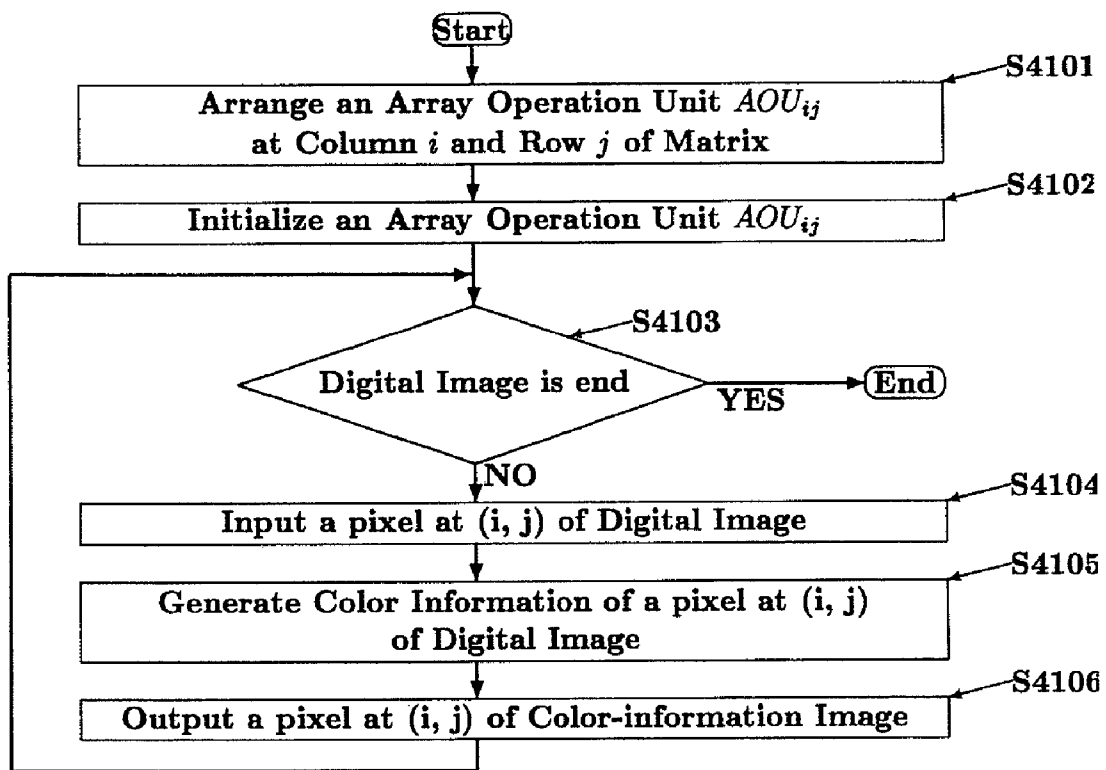 Start
S4101
Arrange an Array Operation Unit AOU_ij
at Column i and Row j of Matrix
S4102
Initialize an Array Operation Unit AOU_ij
S4103
Digital Image is end
YES
End
NO
S4104
Input a pixel at (i, j) of Digital Image
S4105
Generate Color Information of a pixel at (i, j)
of Digital Image
S4106
Output a pixel at (i, j) of Color-information Image